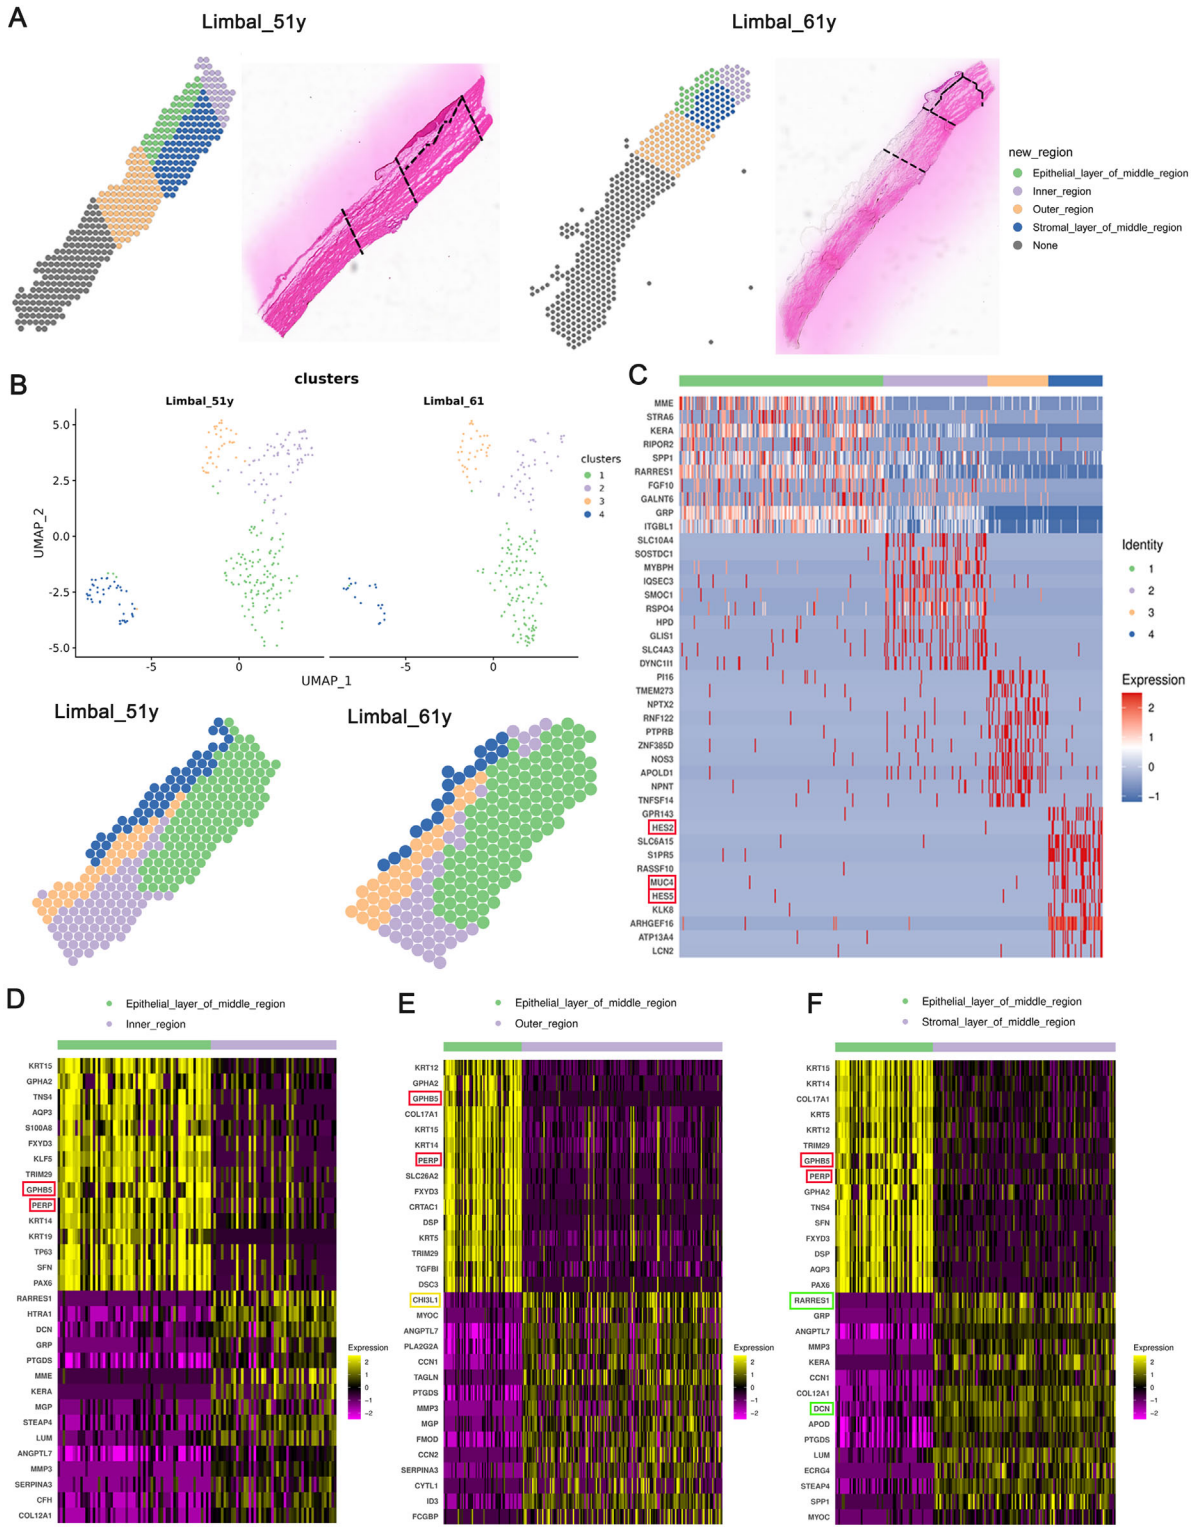 A
Limbal_51y
Limbal_61y
new_region
Epithelial_layer_of_middle_region
Inner_region
Outer_region
Stromal_layer_of_middle_region
None
B
clusters
Limbal_51y
Limbal_61
5.0
2.5
0.0
-2.5
-5.0
UMAP_2
-5
0
-5
0
UMAP_1
clusters
1
2
3
4
Limbal_51y
Limbal_61y
C
MME
STRA6
KERA
RIPOR2
SPP1
RARRES1
FGF10
GALNT6
GRP
ITGBL1
SLC10A4
SOSTDC1
MYBPH
IQSEC3
SMOC1
RSPO4
HPD
GLIS1
SLC4A3
DYNC1I1
PI16
TMEM273
NPTX2
RNF122
PTPRB
ZNF385D
NOS3
APOLD1
NPNT
TNFSF14
GPR143
HES2
SLC6A15
S1PR5
RASSF10
MUC4
HES5
KLK8
ARHGEF16
ATP13A4
LCN2
Identity
1
2
3
4
Expression
2
1
0
-1
D
Epithelial_layer_of_middle_region
Inner_region
KRT15
GPHA2
TNS4
AQP3
S100A8
FXYD3
KLF5
TRIM29
GPHB5
PERP
KRT14
KRT19
TP63
SFN
PAX6
RARRES1
HTRA1
DCN
GRP
PTGDS
MME
KERA
MGP
STEAP4
LUM
ANGPTL7
MMP3
SERPINA3
CFH
COL12A1
Expression
2
1
0
-1
-2
E
Epithelial_layer_of_middle_region
Outer_region
KRT12
GPHA2
GPHB5
COL17A1
KRT15
KRT14
PERP
SLC26A2
FXYD3
CRTAC1
DSP
KRT5
TRIM29
TGFBI
DSC3
CHI3L1
MYOC
ANGPTL7
PLA2G2A
CCN1
TAGLN
PTGDS
MMP3
MGP
FMOD
CCN2
SERPINA3
CYTL1
ID3
FCGBP
Expression
2
1
0
-1
-2
F
Epithelial_layer_of_middle_region
Stromal_layer_of_middle_region
KRT15
KRT14
COL17A1
KRT5
KRT12
TRIM29
GPHB5
PERP
GPHA2
TNS4
SFN
FXYD3
DSP
AQP3
PAX6
RARRES1
GRP
ANGPTL7
MMP3
KERA
CCN1
COL12A1
DCN
APOD
PTGDS
LUM
ECRG4
STEAP4
SPP1
MYOC
Expression
2
1
0
-1
-2